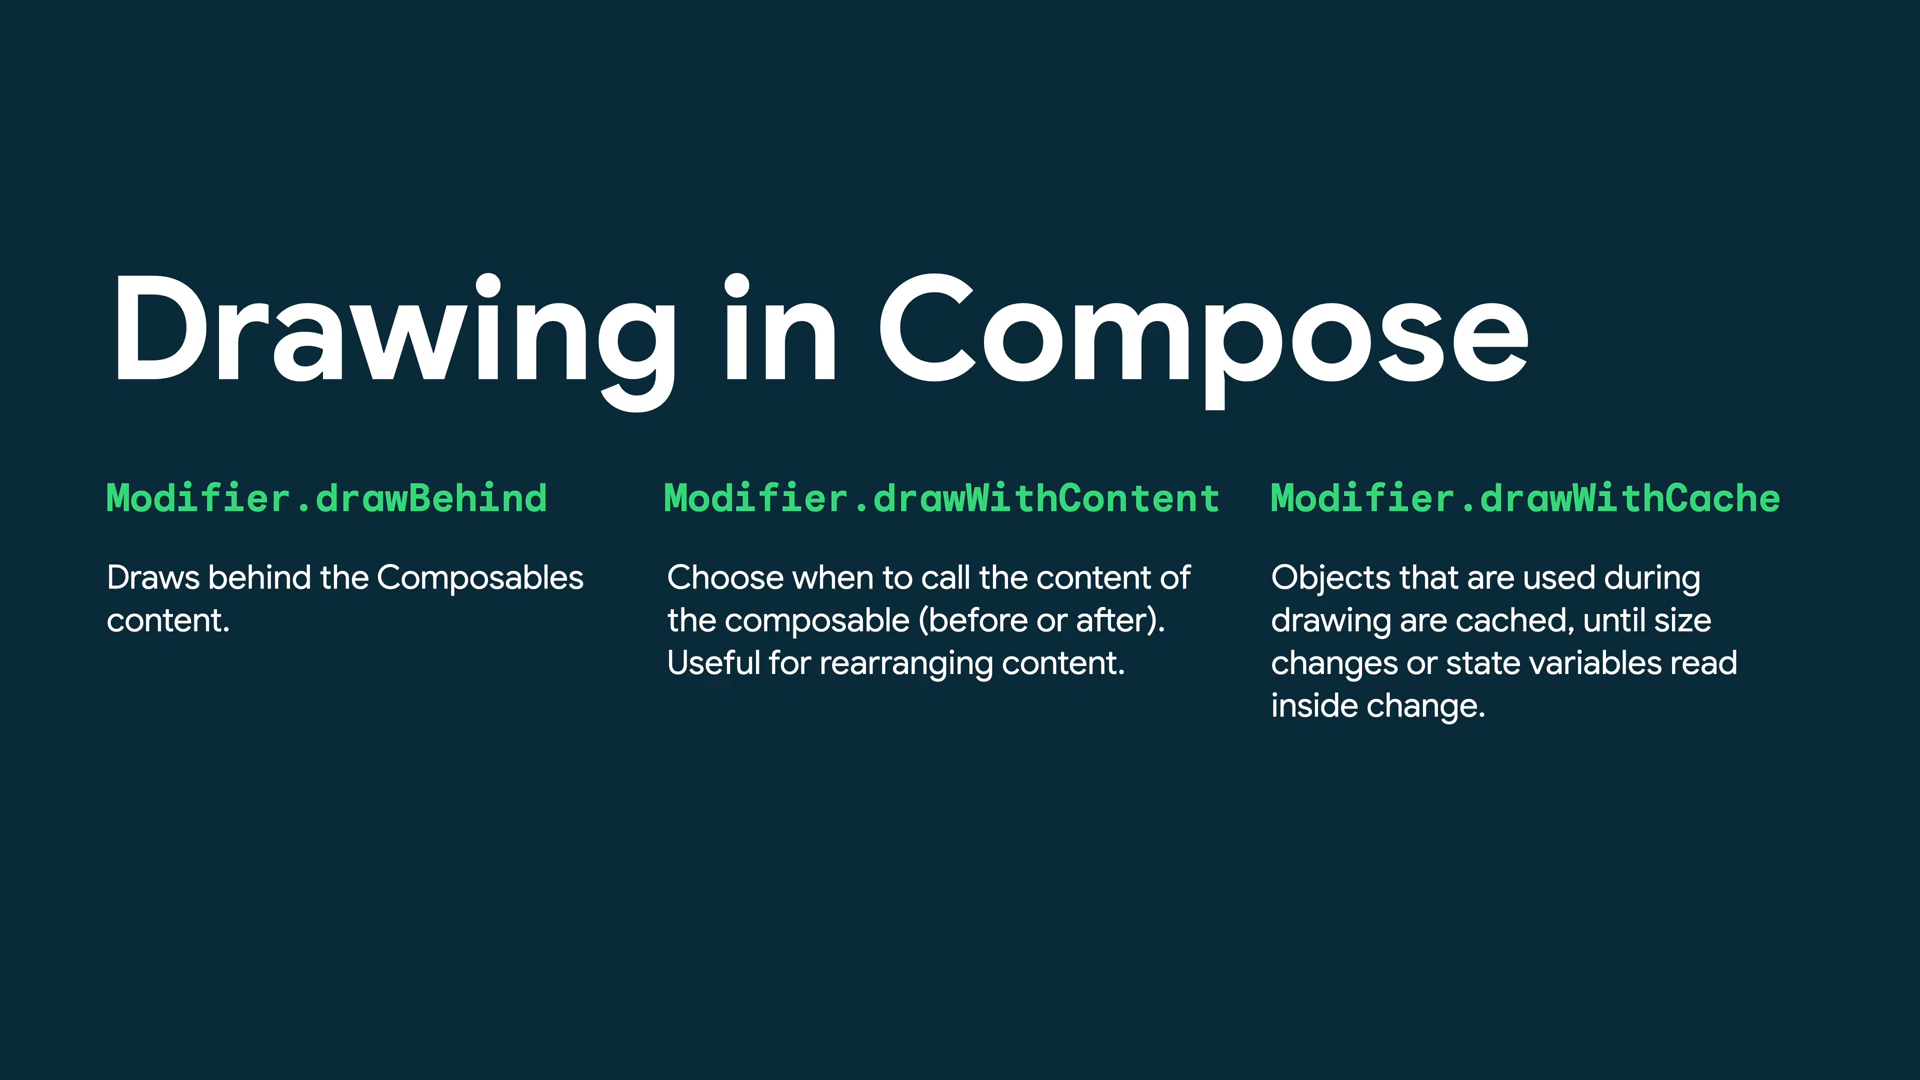 Drawing in Compose
Modifier.drawBehind
Draws behind the Composables
content.
Modifier.drawWithContent
Choose when to call the content of
the composable (before or after).
Useful for rearranging content.
Modifier.drawWithCache
Objects that are used during
drawing are cached, until size
changes or state variables read
inside change.